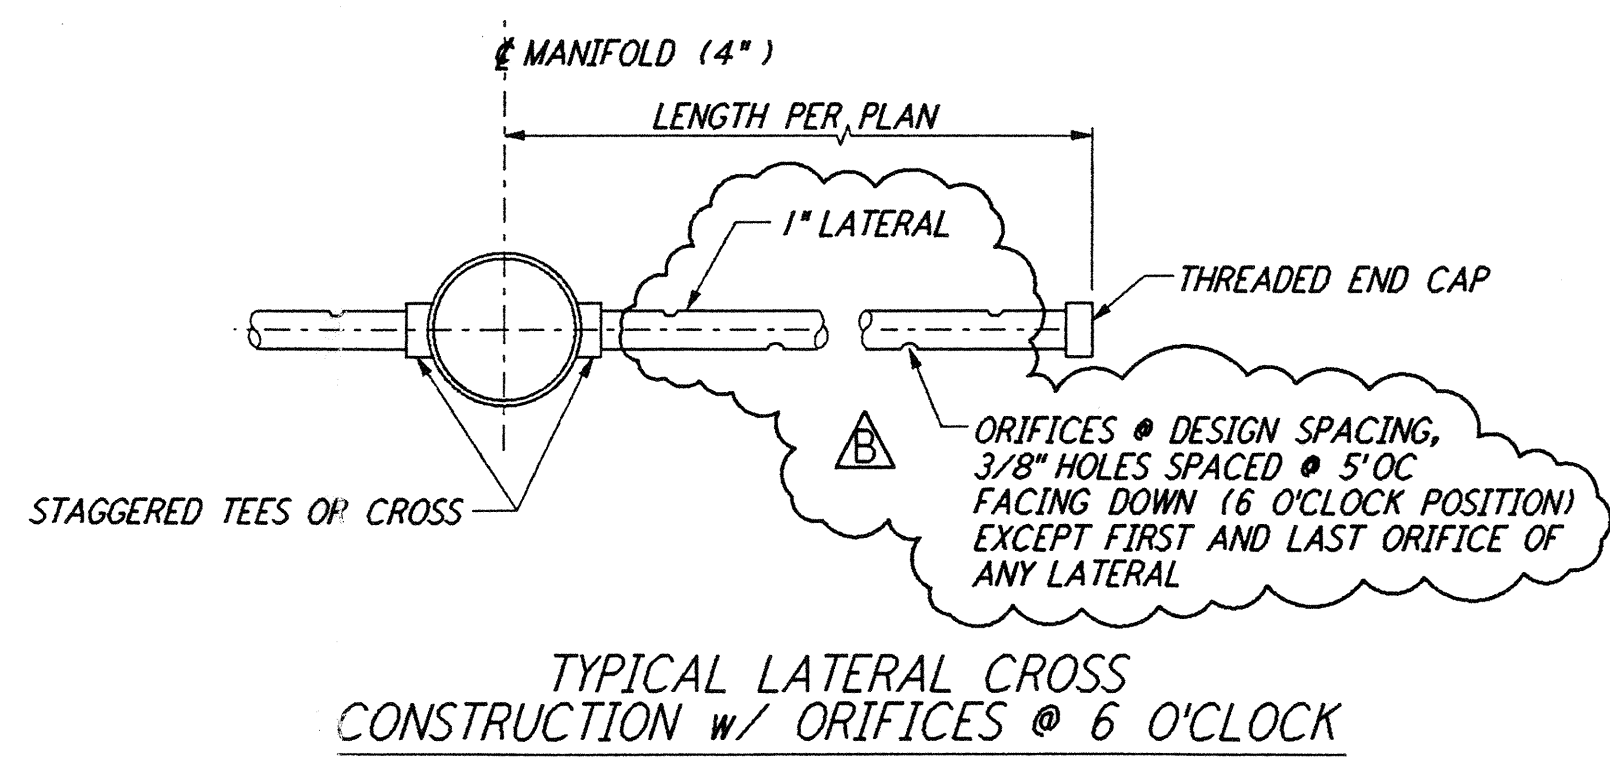 ℄ MANIFOLD (4")
LENGTH PER PLAN
1" LATERAL
THREADED END CAP
B
ORIFICES @ DESIGN SPACING,
3/8" HOLES SPACED @ 5' OC
FACING DOWN (6 O'CLOCK POSITION)
EXCEPT FIRST AND LAST ORIFICE OF
ANY LATERAL
STAGGERED TEES OR CROSS
TYPICAL LATERAL CROSS
CONSTRUCTION w/ ORIFICES @ 6 O'CLOCK